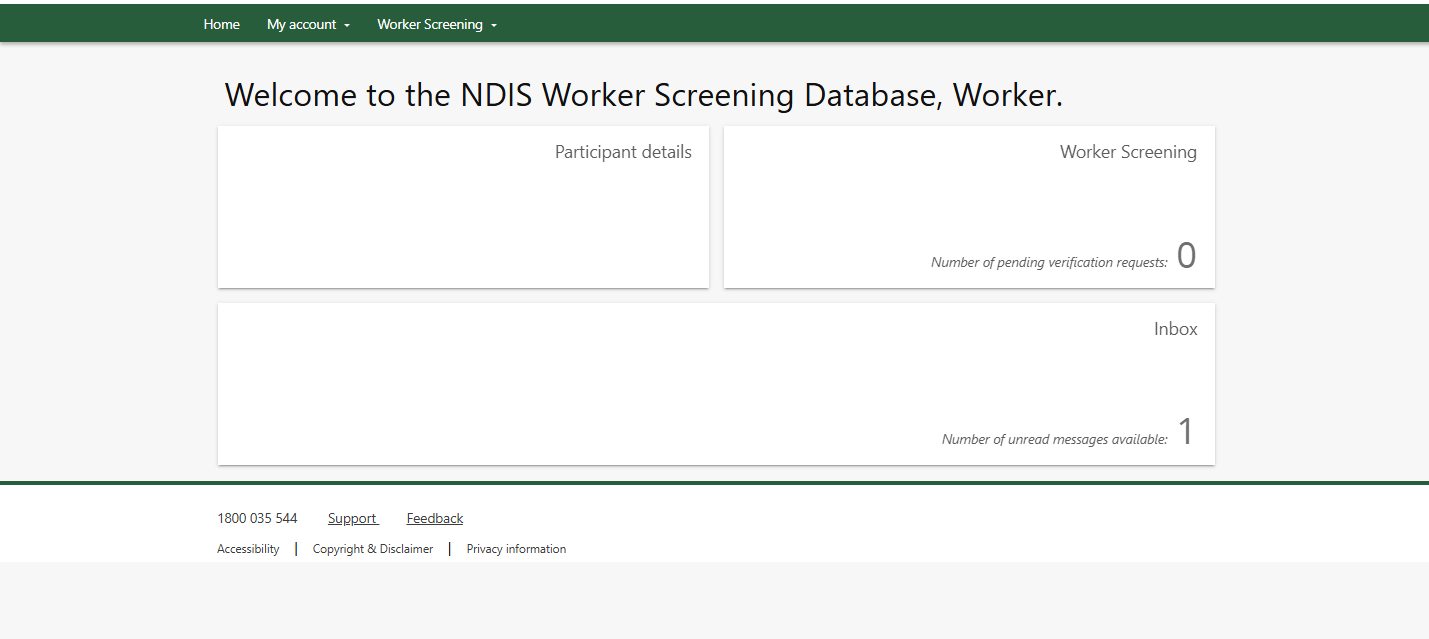 Home My account Worker Screening
Welcome to the NDIS Worker Screening Database, Worker.
Participant details
Worker Screening
Number of pending verification requests: 0
Inbox
Number of unread messages available: 1
1800 035 544 Support Feedback
Accessibility | Copyright & Disclaimer | Privacy information